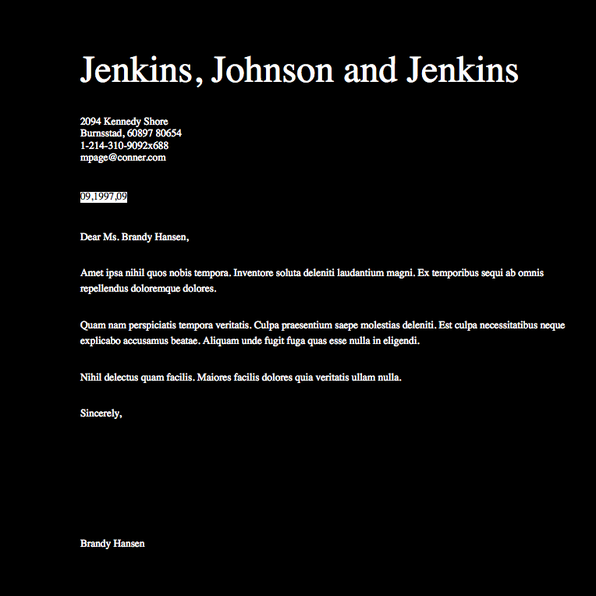 Jenkins, Johnson and Jenkins
2094 Kennedy Shore
Burnsstad, 60897 80654
1-214-310-9092x688
mpage@conner.com
09,1997,09
Dear Ms. Brandy Hansen,
Amet ipsa nihil quos nobis tempora. Inventore soluta deleniti laudantium magni. Ex temporibus sequi ab omnis
repellendus doloremque dolores.
Quam nam perspiciatis tempora veritatis. Culpa praesentium saepe molestias deleniti. Est culpa necessitatibus neque
explicabo accusamus beatae. Aliquam unde fugit fuga quas esse nulla in eligendi.
Nihil delectus quam facilis. Maiores facilis dolores quia veritatis ullam nulla.
Sincerely,
Brandy Hansen